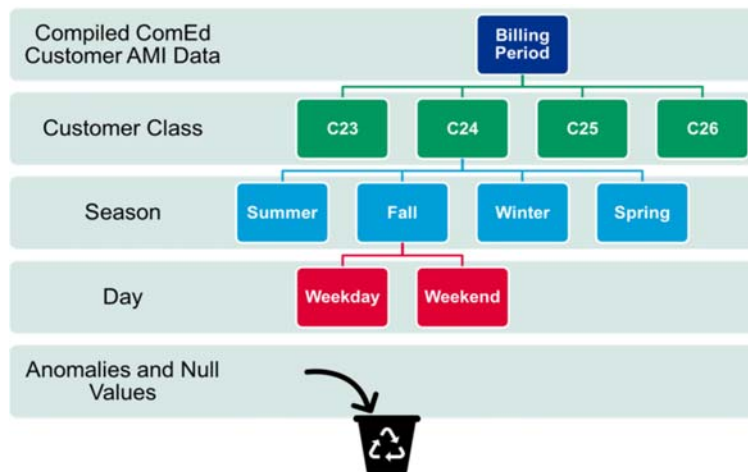 Compiled ComEd
Customer AMI Data
Billing
Period
Customer Class
C23
C24
C25
C26
Season
Summer
Fall
Winter
Spring
Day
Weekday
Weekend
Anomalies and Null
Values